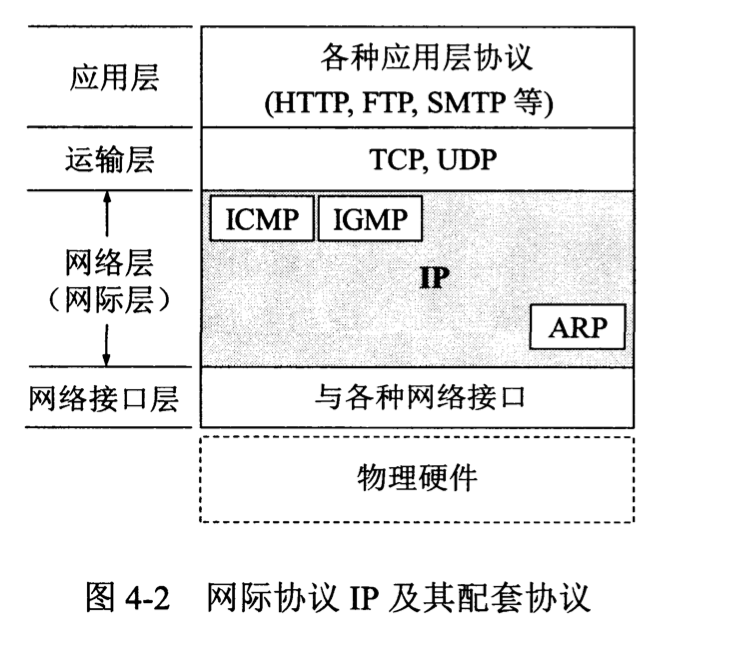 应用层
各种应用层协议
(HTTP, FTP, SMTP 等)
运输层
TCP, UDP
ICMP
IGMP
网络层
（网际层）
IP
ARP
网络接口层
与各种网络接口
物理硬件
图 4-2 网际协议 IP 及其配套协议